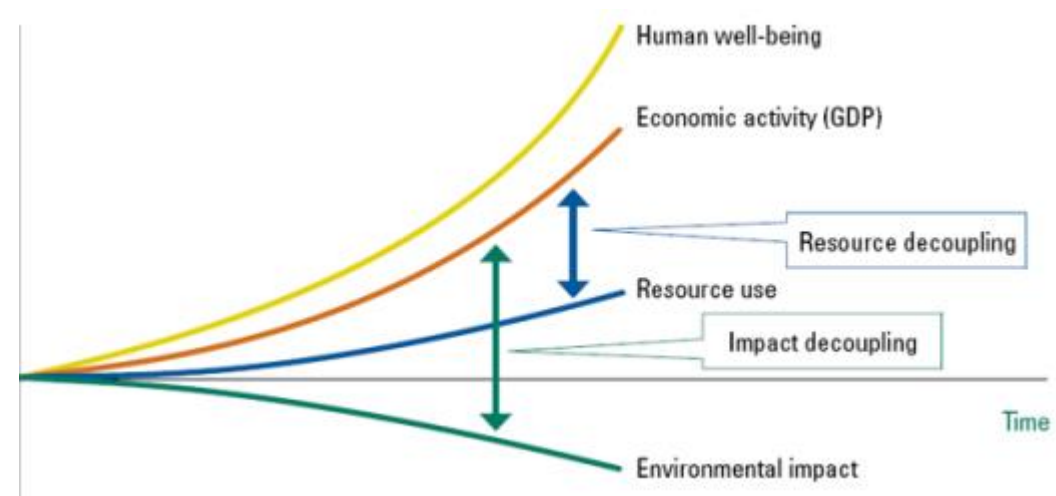 Human well-being
Economic activity (GDP)
Resource decoupling
Resource use
Impact decoupling
Time
Environmental impact